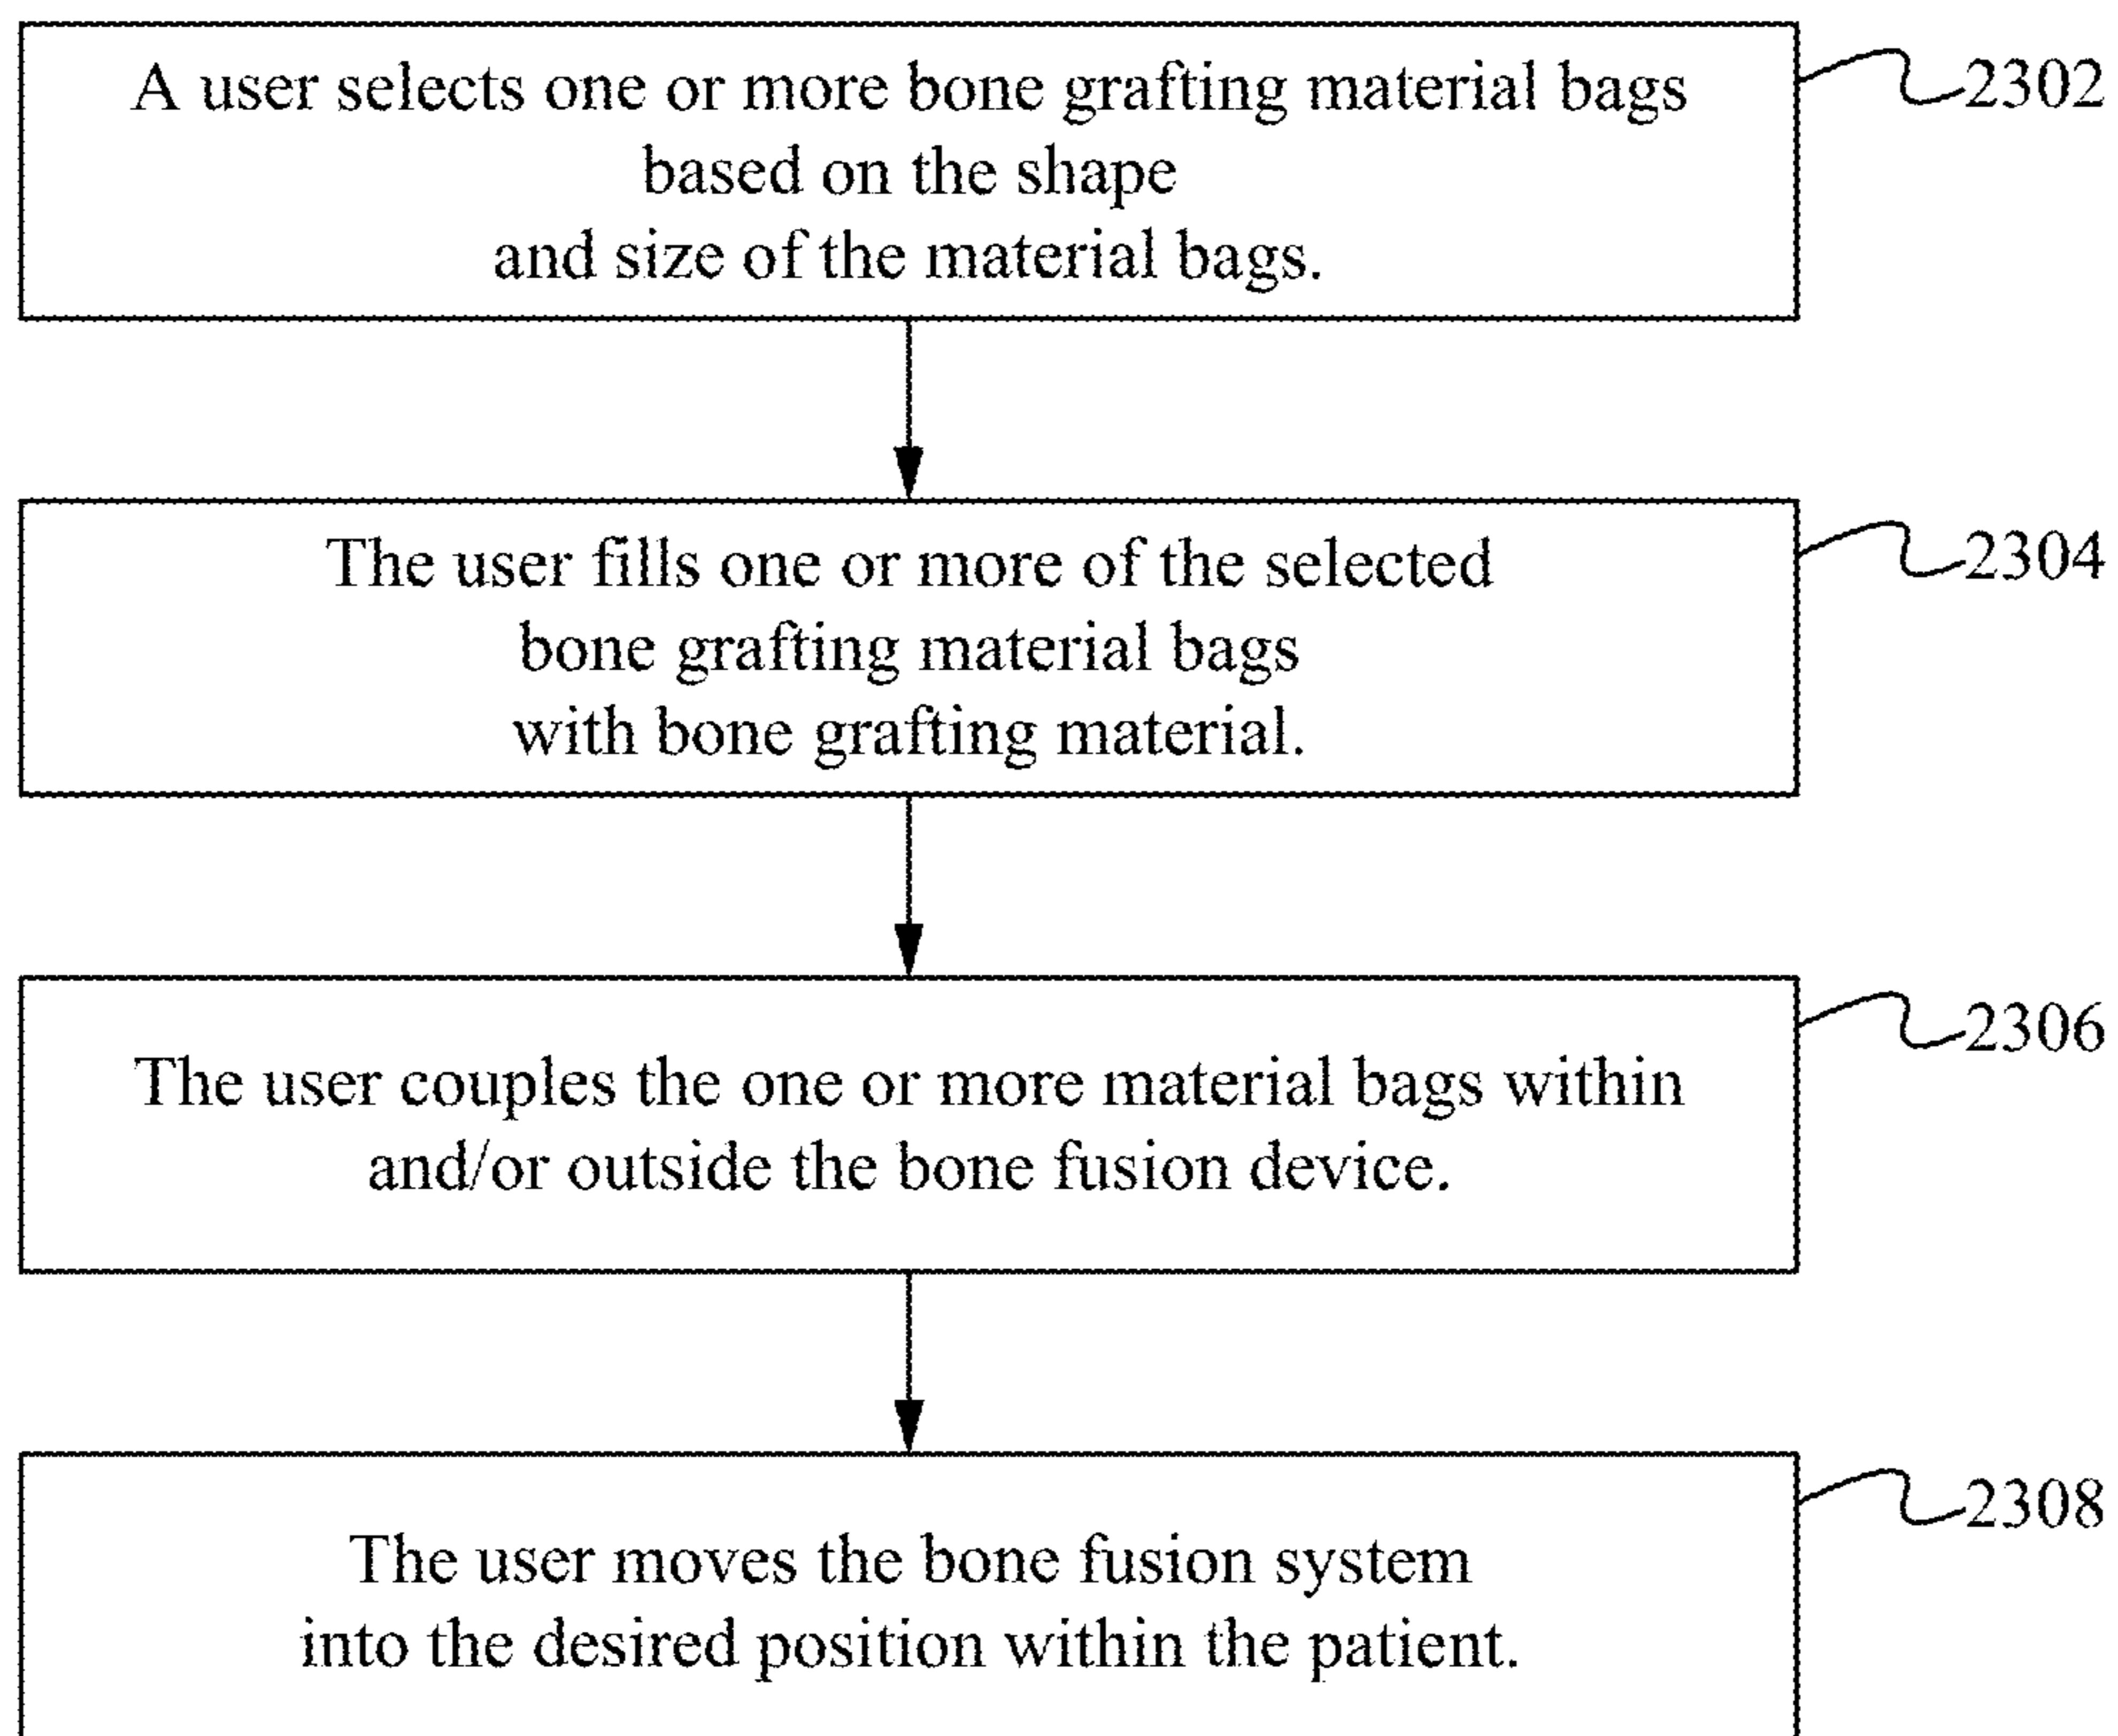 A user selects one or more bone grafting material bags
based on the shape
and size of the material bags.
2302
The user fills one or more of the selected
bone grafting material bags
with bone grafting material.
2304
The user couples the one or more material bags within
and/or outside the bone fusion device.
2306
The user moves the bone fusion system
into the desired position within the patient.
2308